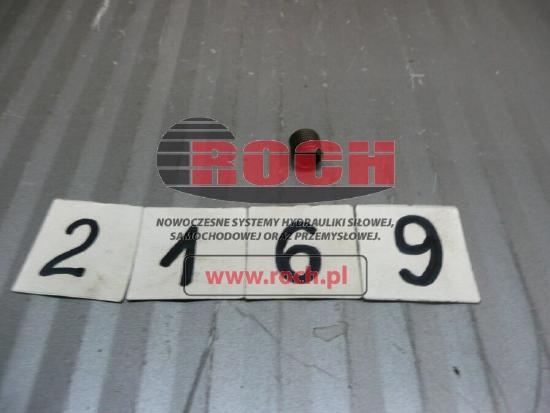 ROCH
NOWOCZESNE SYSTEMY HYDRAULIKI SIŁOWEJ,
SAMOCHODOWEJ ORAZ PRZEMYSŁOWEJ.
2 1 6 9
www.roch.pl